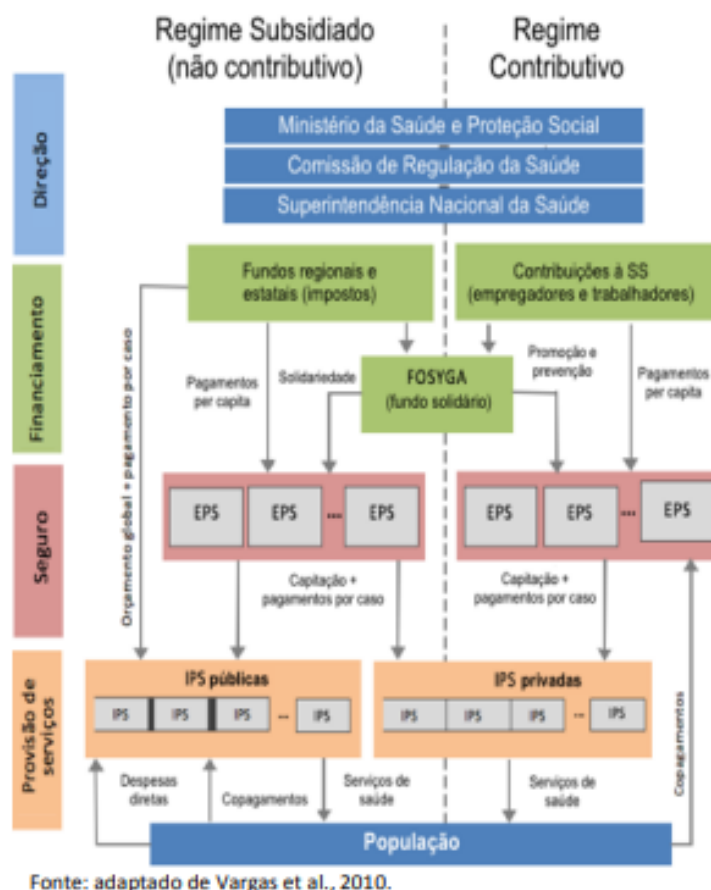 Regime Subsidiado
(não contributivo)
Regime
Contributivo
Direção
Ministério da Saúde e Proteção Social
Comissão de Regulação da Saúde
Superintendência Nacional da Saúde
Financiamento
Fundos regionais e
estatais (impostos)
Contribuições à SS
(empregadores e trabalhadores)
Orçamento global + pagamento por caso
Pagamentos
per capita
Solidariedade
FOSYGA
(fundo solidário)
Promoção e
prevenção
Pagamentos
per capita
Seguro
EPS
EPS
...
EPS
EPS
EPS
...
EPS
Capitação +
pagamentos por caso
Capitação +
pagamentos por caso
Provisão de
serviços
IPS públicas
IPS
IPS
IPS
...
IPS
IPS privadas
IPS
IPS
IPS
...
IPS
Copagamentos
Despesas
diretas
Copagamentos
Serviços de
saúde
Serviços de
saúde
População
Fonte: adaptado de Vargas et al., 2010.